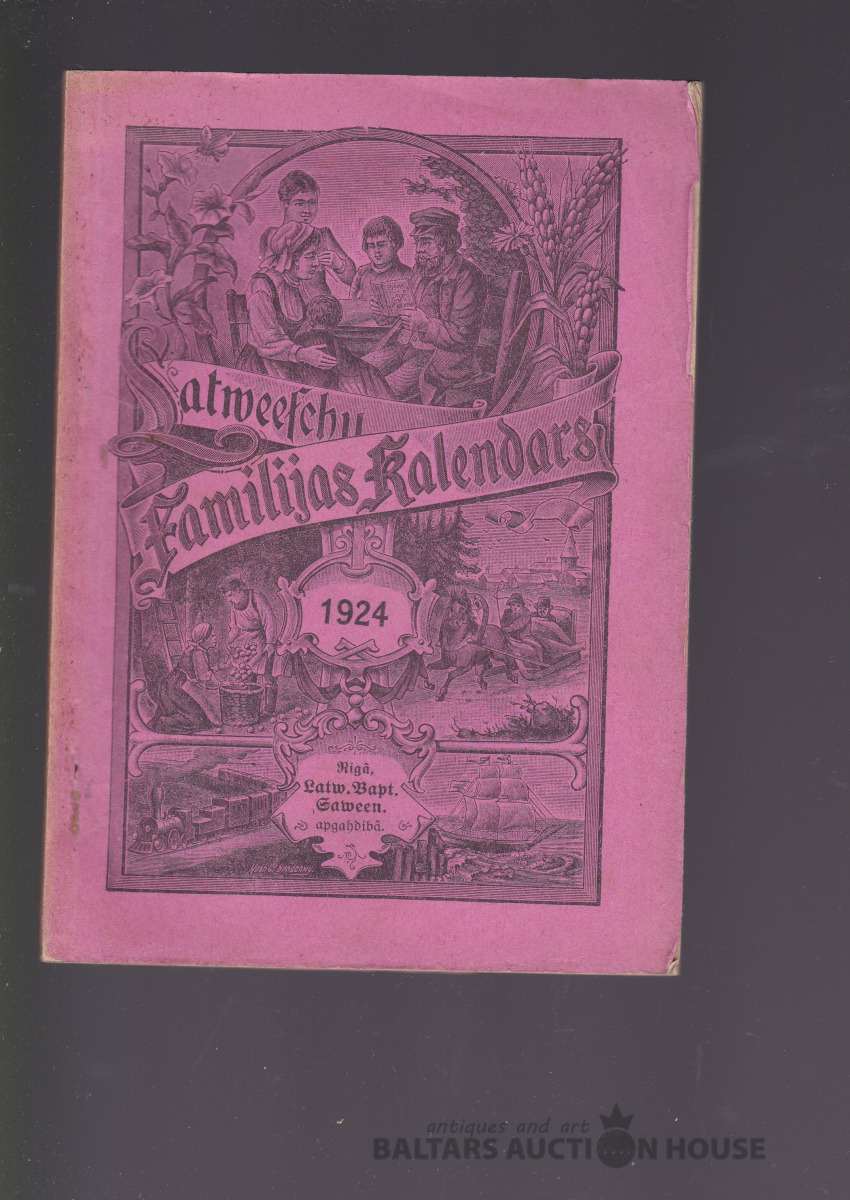 Latweeſchu
Familijas Kalendars
1924
Rigâ,
Latw. Bapt.
Saween.
apgahdibâ.
antiques and art
BALTARS AUCTION HOUSE